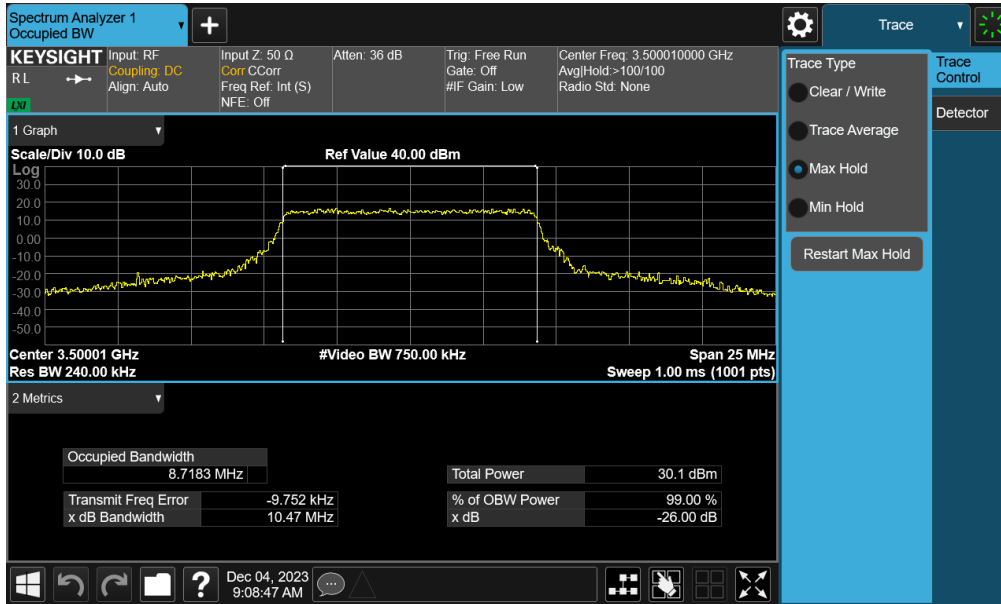 Spectrum Analyzer 1
Occupied BW
+
Trace
KEYSIGHT
R L
LXI
Input: RF
Coupling: DC
Align: Auto
Input Z: 50 Ω
Corr CCorr
Freq Ref: Int (S)
NFE: Off
Atten: 36 dB
Trig: Free Run
Gate: Off
#IF Gain: Low
Center Freq: 3.500010000 GHz
Avg|Hold:>100/100
Radio Std: None
1 Graph
Scale/Div 10.0 dB
Ref Value 40.00 dBm
Log
30.0
20.0
10.0
0.00
-10.0
-20.0
-30.0
-40.0
-50.0
Center 3.50001 GHz
#Video BW 750.00 kHz
Span 25 MHz
Res BW 240.00 kHz
Sweep 1.00 ms (1001 pts)
2 Metrics
Occupied Bandwidth
8.7183 MHz
Total Power 30.1 dBm
Transmit Freq Error -9.752 kHz
% of OBW Power 99.00 %
x dB Bandwidth 10.47 MHz
x dB -26.00 dB
Trace Type
Clear / Write
Trace Average
Max Hold
Min Hold
Restart Max Hold
Trace
Control
Detector
?
Dec 04, 2023
9:08:47 AM